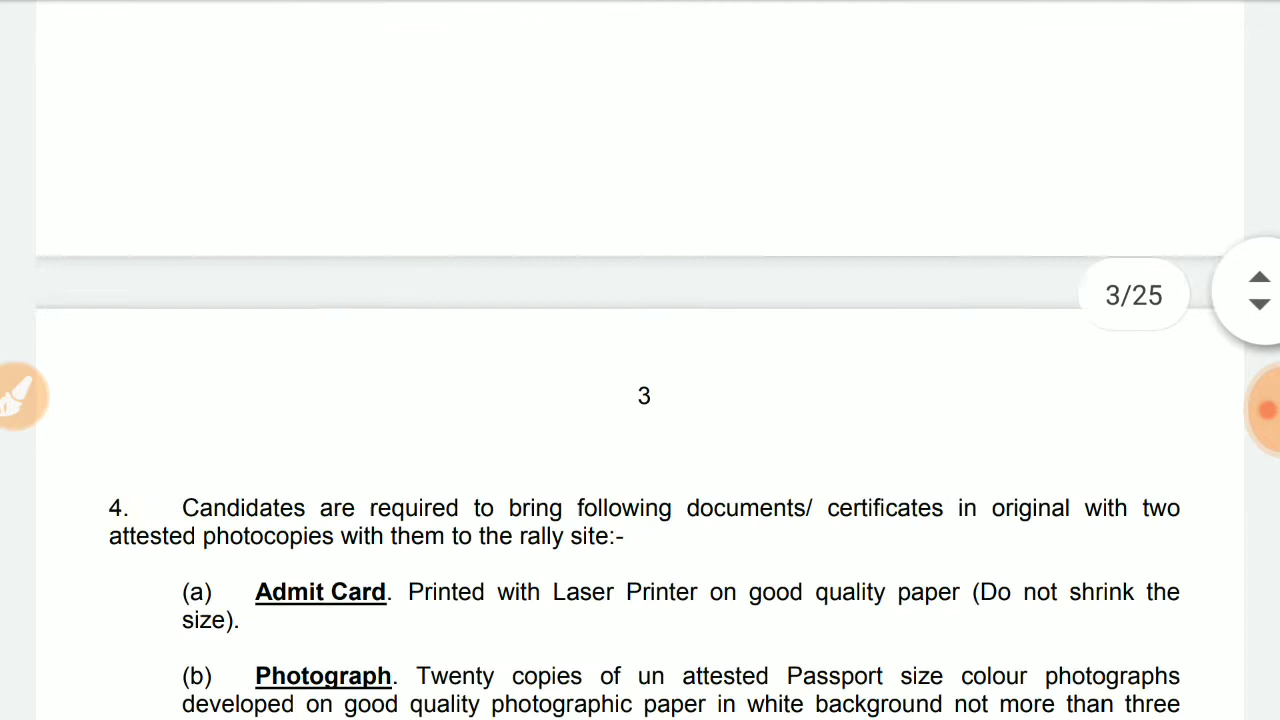 3/25
3
4. Candidates are required to bring following documents/ certificates in original with two
attested photocopies with them to the rally site:-
(a) Admit Card. Printed with Laser Printer on good quality paper (Do not shrink the
size).
(b) Photograph. Twenty copies of un attested Passport size colour photographs
developed on good quality photographic paper in white background not more than three